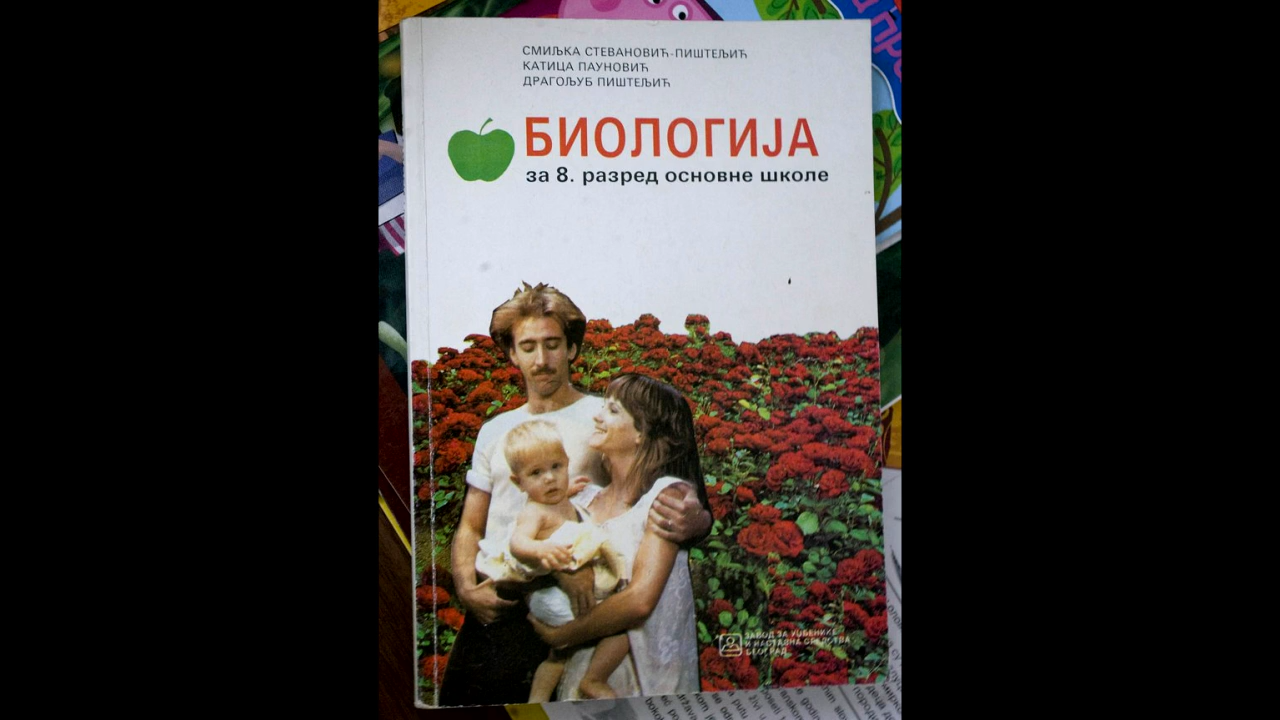 СМИЉКА СТЕВАНОВИЋ-ПИШТЕЉИЋ
КАТИЦА ПАУНОВИЋ
ДРАГОЉУБ ПИШТЕЉИЋ
БИОЛОГИЈА
за 8. разред основне школе
ЗАВОД ЗА УЏБЕНИКЕ
И НАСТАВНА СРЕДСТВА
БЕОГРАД